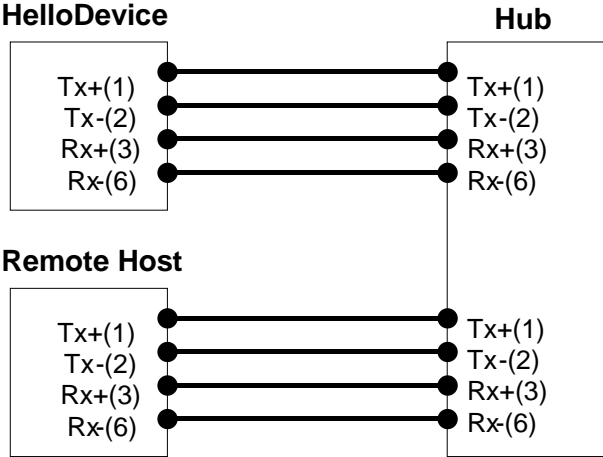 HelloDevice
Hub
Tx+(1)
Tx-(2)
Rx+(3)
Rx-(6)
Tx+(1)
Tx-(2)
Rx+(3)
Rx-(6)
Remote Host
Tx+(1)
Tx-(2)
Rx+(3)
Rx-(6)
Tx+(1)
Tx-(2)
Rx+(3)
Rx-(6)